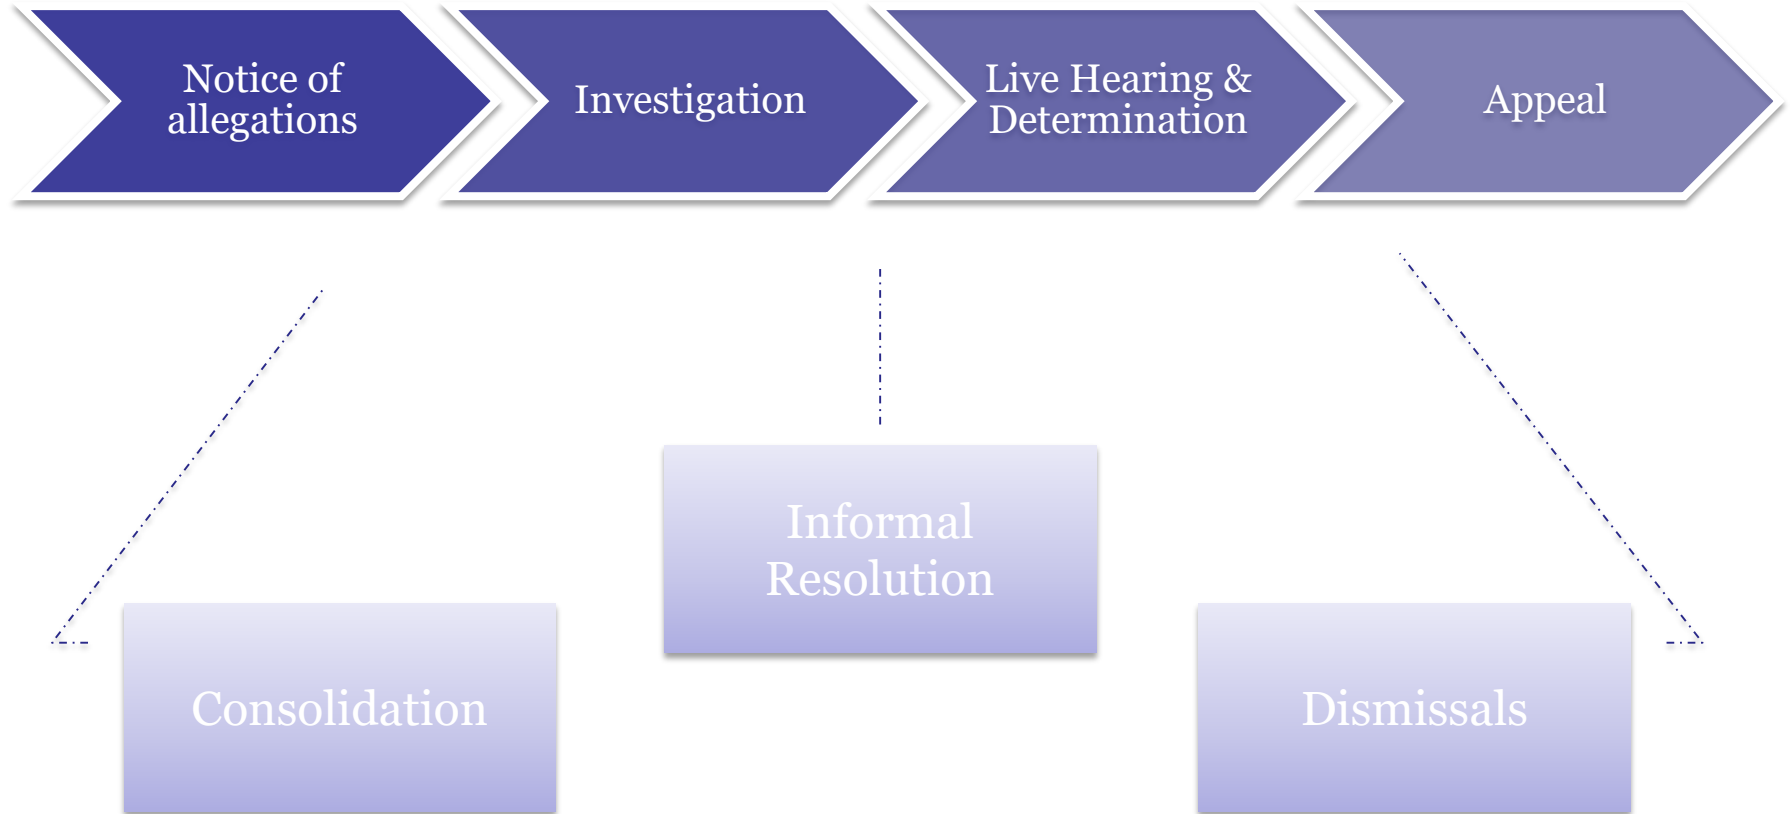 Notice of
allegations
Investigation
Live Hearing &
Determination
Appeal
Informal
Resolution
Consolidation
Dismissals